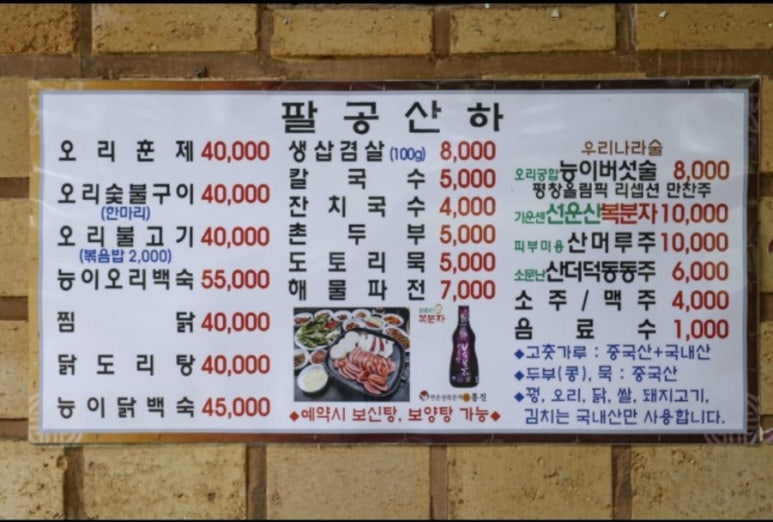 팔공산하
오리훈제 40,000
오리숯불구이 40,000
(한마리)
오리불고기 40,000
(볶음밥 2,000)
능이오리백숙 55,000
찜닭 40,000
닭도리탕 40,000
능이닭백숙 45,000
생삼겹살 (100g) 8,000
칼국수 5,000
잔치국수 4,000
촌두부 5,000
도토리묵 5,000
해물파전 7,000
복분자
◆예약시 보신탕, 보양탕 가능◆
우리나라술
오리궁합 능이버섯술 8,000
평창올림픽 리셉션 만찬주
기운센 선운산복분자 10,000
피부미용 산머루주 10,000
소문난 산더덕동동주 6,000
소주/맥주 4,000
음료수 1,000
◆고춧가루 : 중국산+국내산
◆두부(콩), 묵 : 중국산
◆꿩, 오리, 닭, 쌀, 돼지고기,
김치는 국내산만 사용합니다.